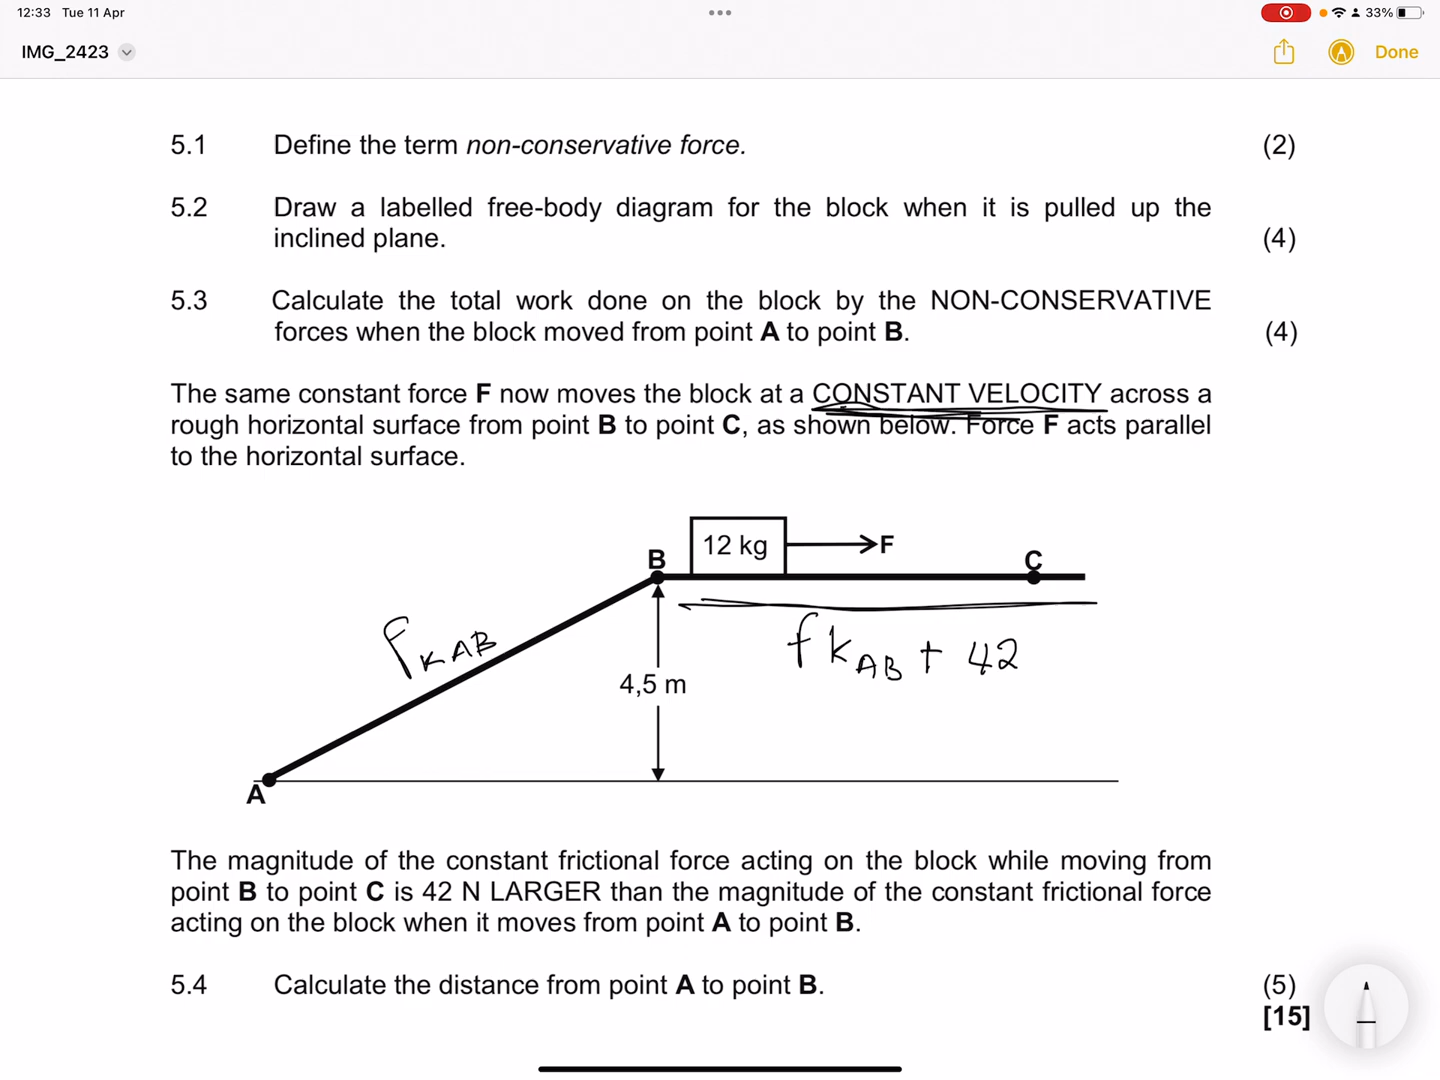 12:33 Tue 11 Apr
33%
IMG_2423
Done
5.1 Define the term non-conservative force. (2)
5.2 Draw a labelled free-body diagram for the block when it is pulled up the
inclined plane. (4)
5.3 Calculate the total work done on the block by the NON-CONSERVATIVE
forces when the block moved from point A to point B. (4)
The same constant force F now moves the block at a CONSTANT VELOCITY across a
rough horizontal surface from point B to point C, as shown below. Force F acts parallel
to the horizontal surface.
12 kg F
B C
fKAB
fkAB + 42
4,5 m
A
The magnitude of the constant frictional force acting on the block while moving from
point B to point C is 42 N LARGER than the magnitude of the constant frictional force
acting on the block when it moves from point A to point B.
5.4 Calculate the distance from point A to point B. (5)
[15]